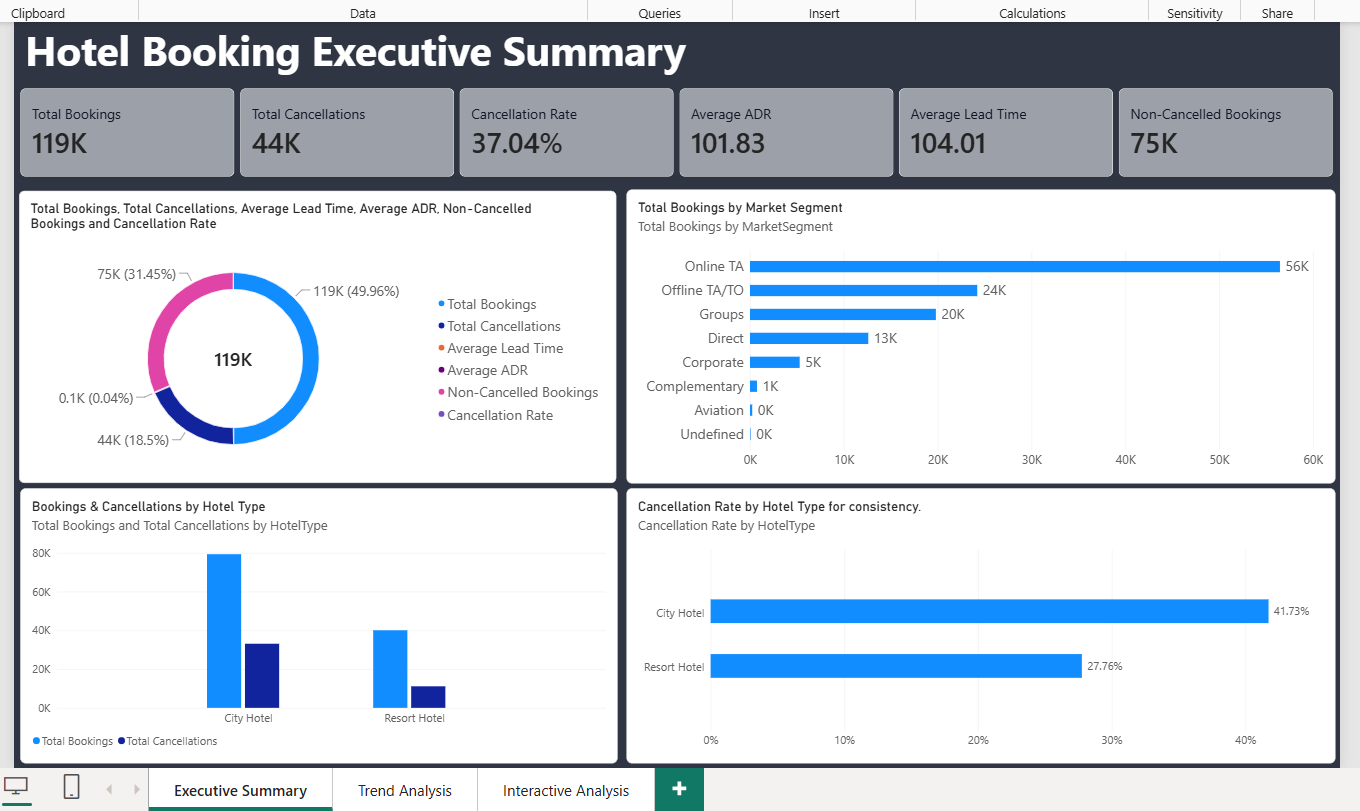 Clipboard
Data
Queries
Insert
Calculations
Sensitivity
Share
Hotel Booking Executive Summary
Total Bookings
119K
Total Cancellations
44K
Cancellation Rate
37.04%
Average ADR
101.83
Average Lead Time
104.01
Non-Cancelled Bookings
75K
Total Bookings, Total Cancellations, Average Lead Time, Average ADR, Non-Cancelled
Bookings and Cancellation Rate
75K (31.45%)
119K (49.96%)
119K
0.1K (0.04%)
44K (18.5%)
Total Bookings
Total Cancellations
Average Lead Time
Average ADR
Non-Cancelled Bookings
Cancellation Rate
Total Bookings by Market Segment
Total Bookings by MarketSegment
Online TA 56K
Offline TA/TO 24K
Groups 20K
Direct 13K
Corporate 5K
Complementary 1K
Aviation 0K
Undefined 0K
0K 10K 20K 30K 40K 50K 60K
Bookings & Cancellations by Hotel Type
Total Bookings and Total Cancellations by HotelType
80K
60K
40K
20K
0K
City Hotel Resort Hotel
Total Bookings Total Cancellations
Cancellation Rate by Hotel Type for consistency.
Cancellation Rate by HotelType
City Hotel 41.73%
Resort Hotel 27.76%
0% 10% 20% 30% 40%
Executive Summary
Trend Analysis
Interactive Analysis
+